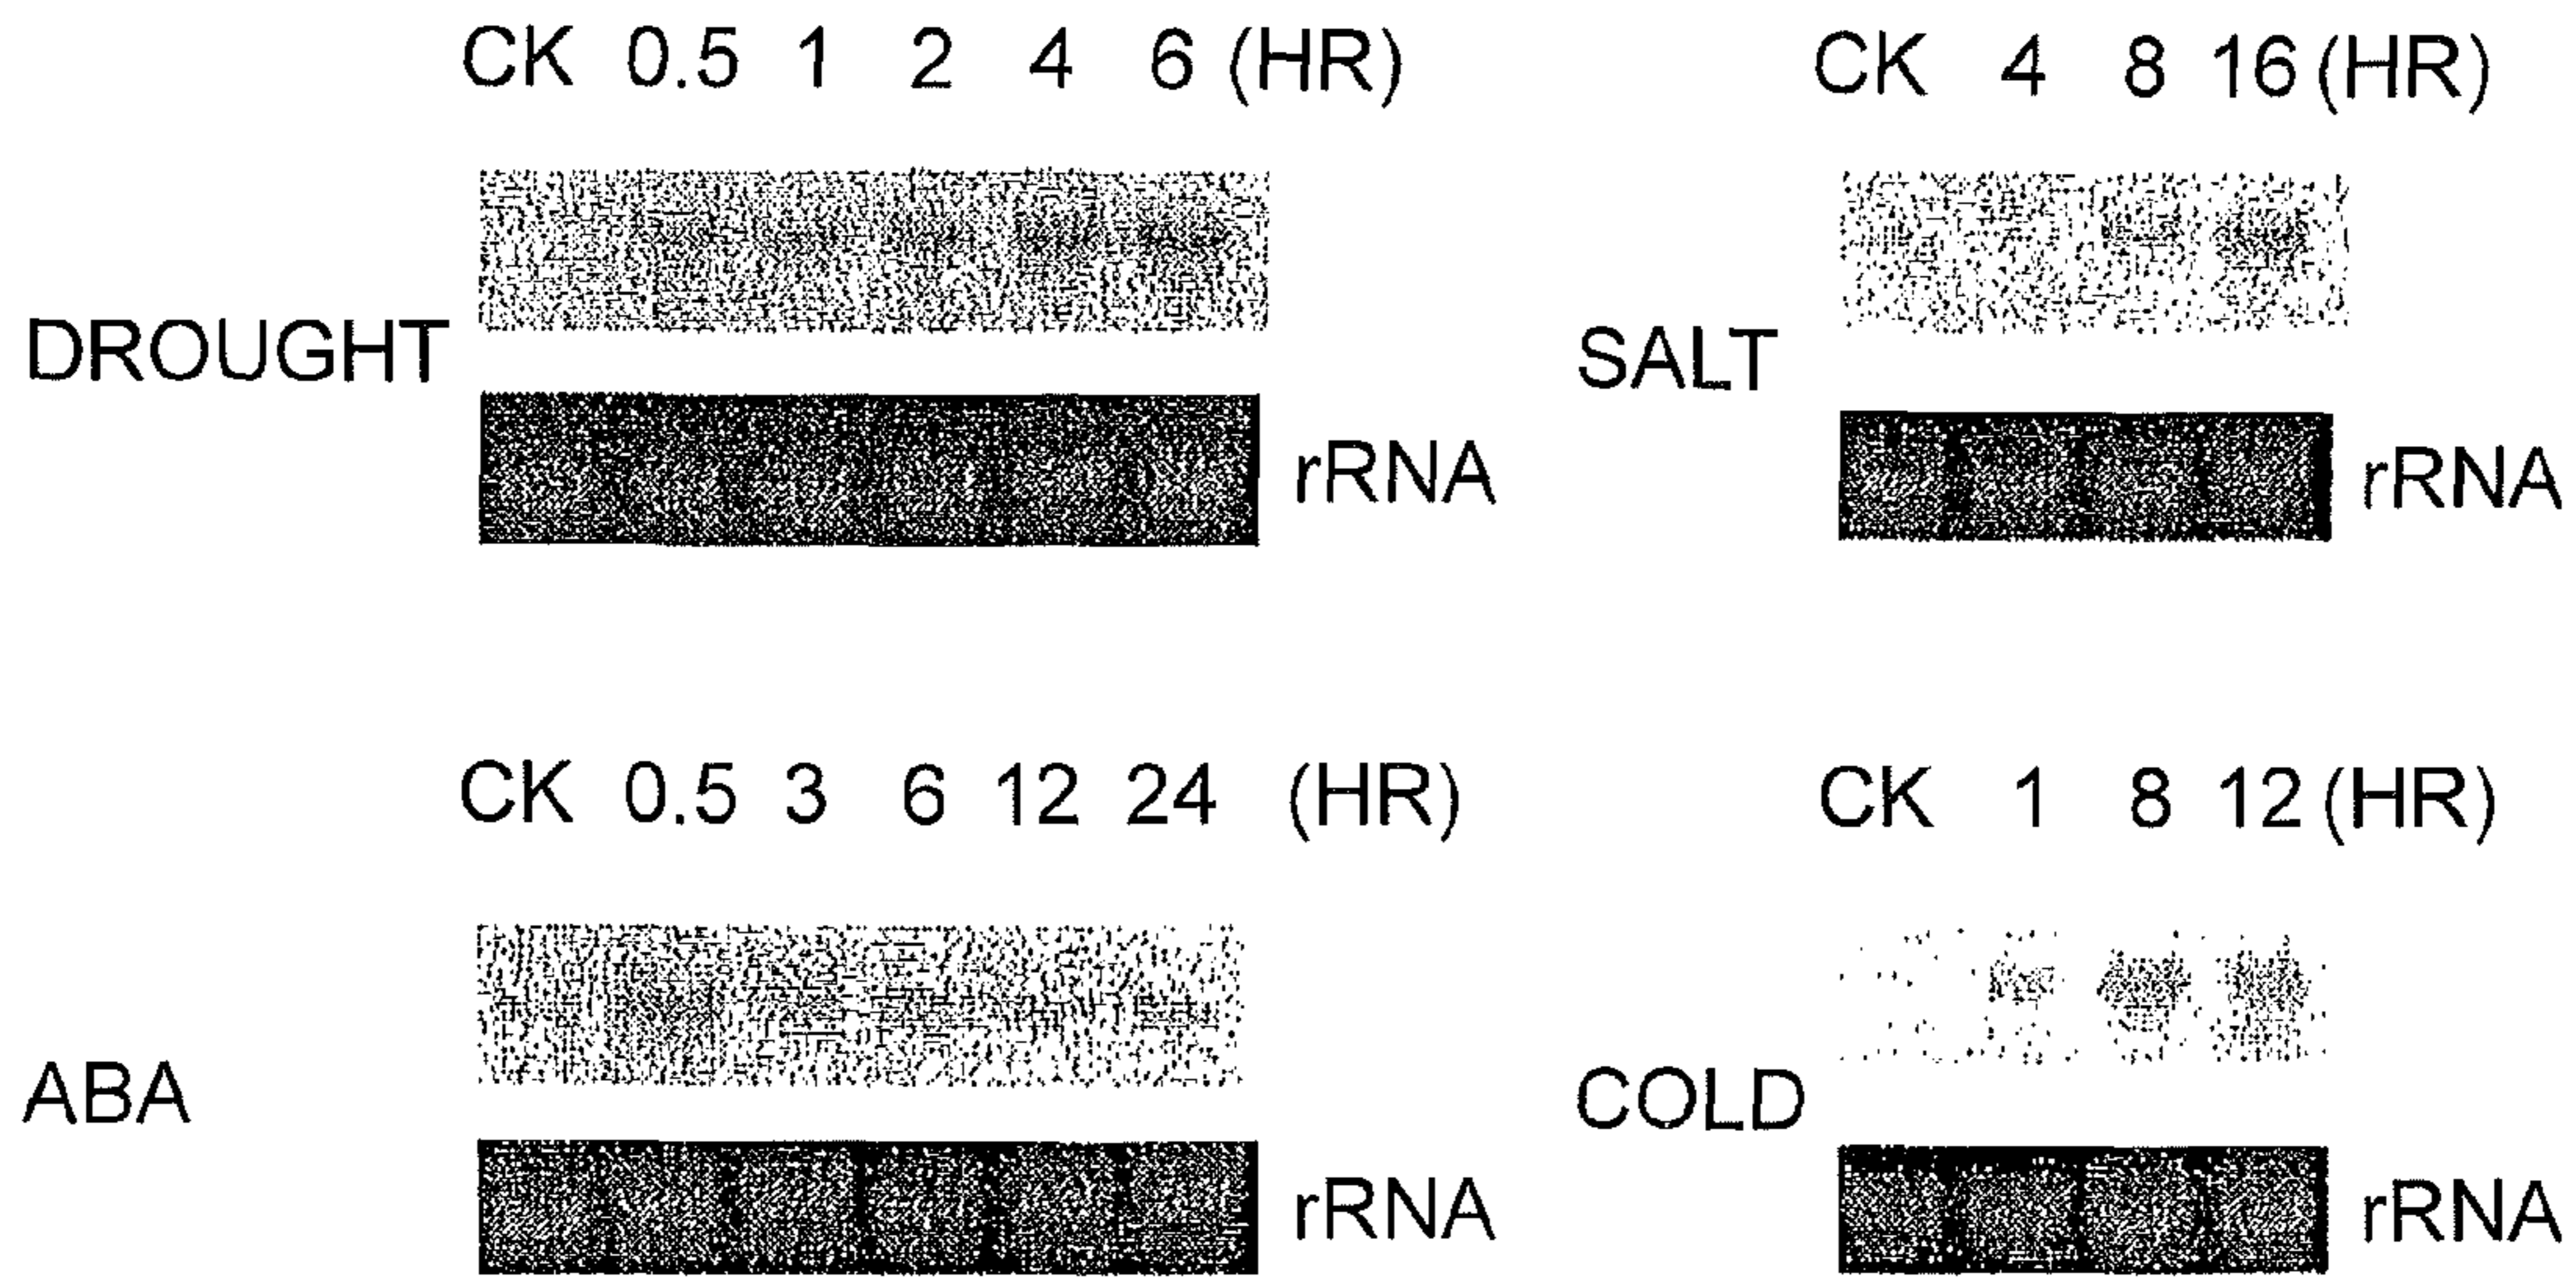 CK 0.5 1 2 4 6 (HR)
DROUGHT
rRNA
CK 4 8 16 (HR)
SALT
rRNA
CK 0.5 3 6 12 24 (HR)
ABA
rRNA
CK 1 8 12 (HR)
COLD
rRNA